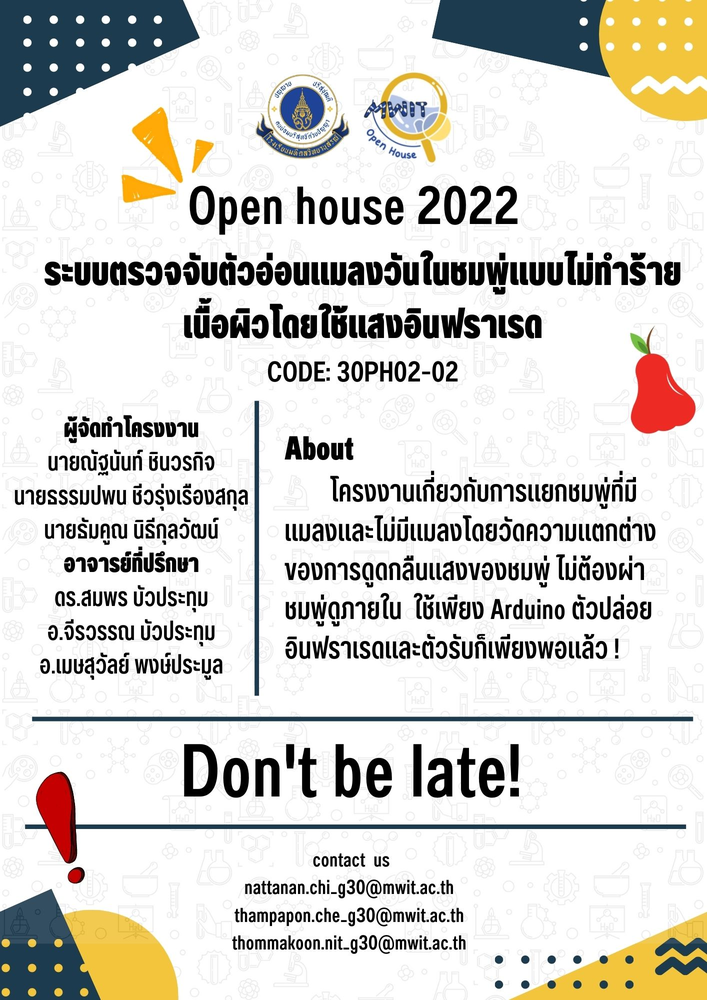 MWIT
Open House
Open house 2022
ระบบตรวจจับตัวอ่อนแมลงวันในชมพู่แบบไม่ทำร้าย
เนื้อผิวโดยใช้แสงอินฟราเรด
CODE: 30PH02-02
ผู้จัดทำโครงงาน
นายณัฐนันท์ ชินวรกิจ
นายธรรมปพน ชีวรุ่งเรืองสกุล
นายธัมคูณ นิธีกุลวัฒน์
อาจารย์ที่ปรึกษา
ดร.สมพร บัวประทุม
อ.จีรวรรณ บัวประทุม
อ.เมษสุวัลย์ พงษ์ประมูล
About
โครงงานเกี่ยวกับการแยกชมพู่ที่มี
แมลงและไม่มีแมลงโดยวัดความแตกต่าง
ของการดูดกลืนแสงของชมพู่ ไม่ต้องผ่า
ชมพู่ดูภายใน ใช้เพียง Arduino ตัวปล่อย
อินฟราเรดและตัวรับก็เพียงพอแล้ว !
Don't be late!
contact us
nattanan.chi_g30@mwit.ac.th
thampapon.che_g30@mwit.ac.th
thommakoon.nit_g30@mwit.ac.th